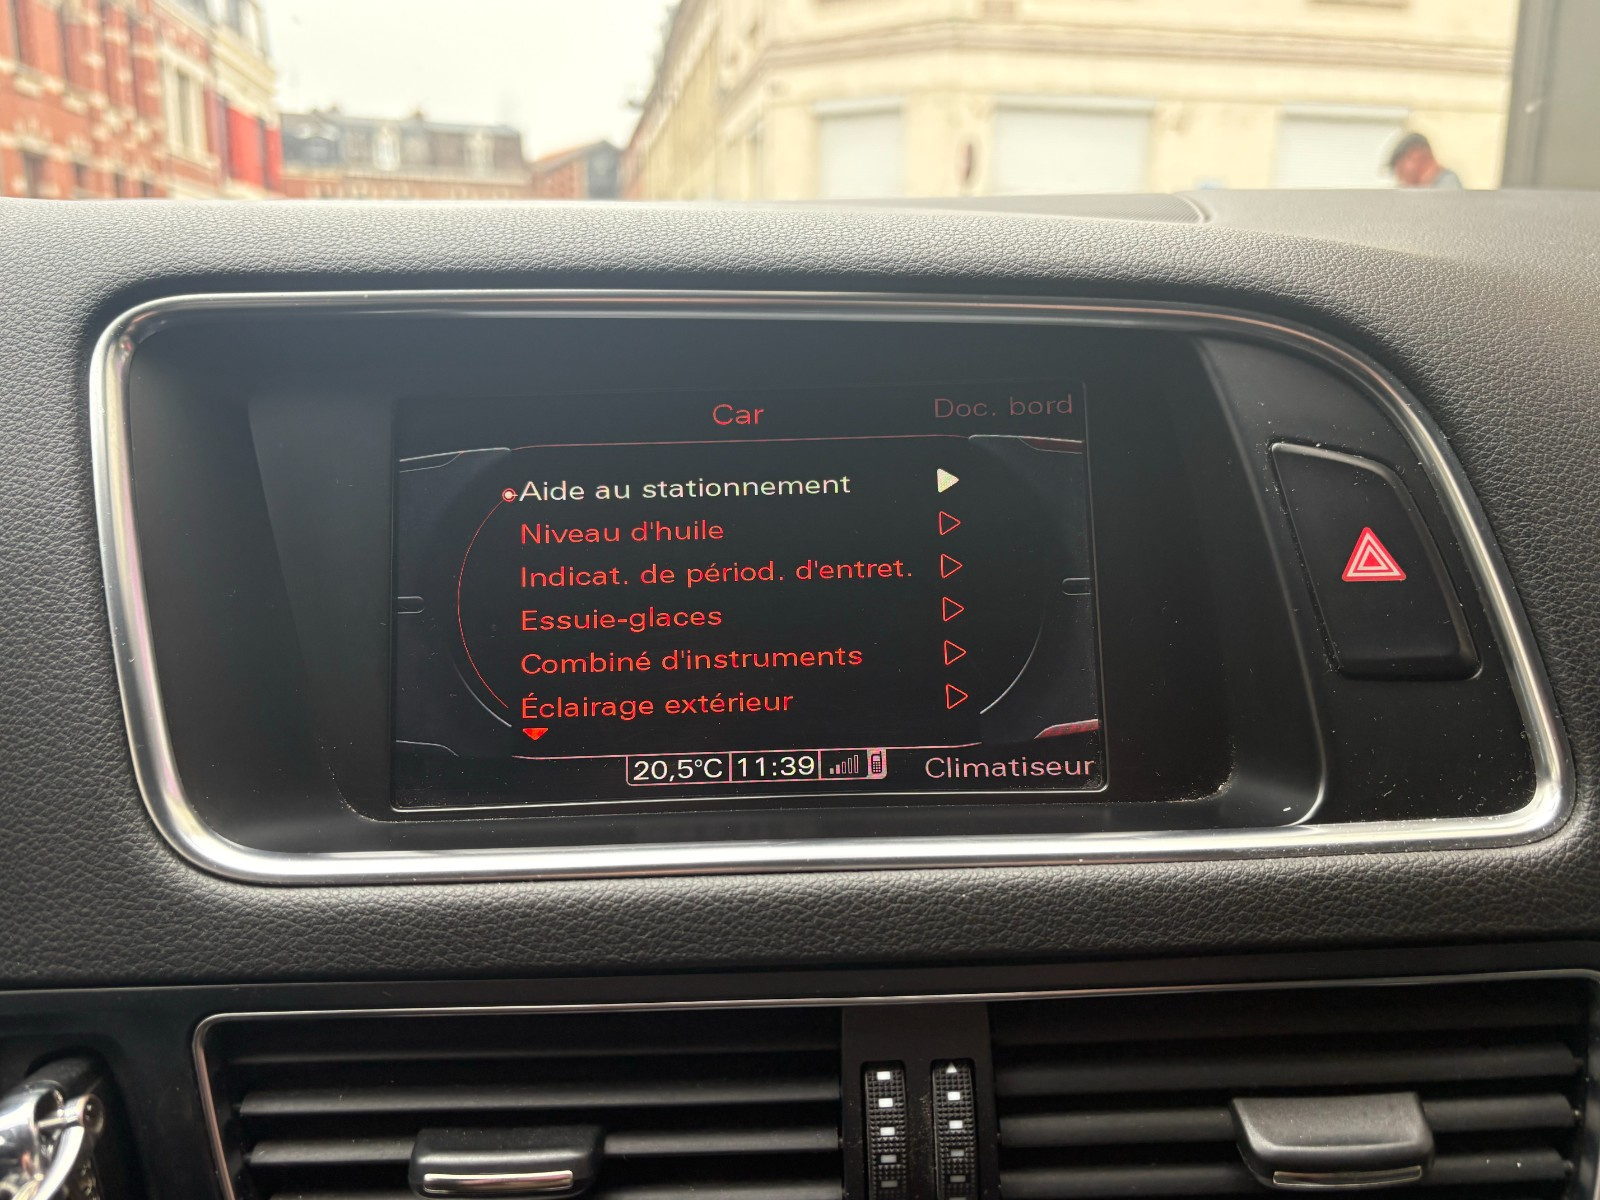 Car
Doc. bord
Aide au stationnement
Niveau d'huile
Indicat. de périod. d'entret.
Essuie-glaces
Combiné d'instruments
Éclairage extérieur
20,5°C 11:39
Climatiseur